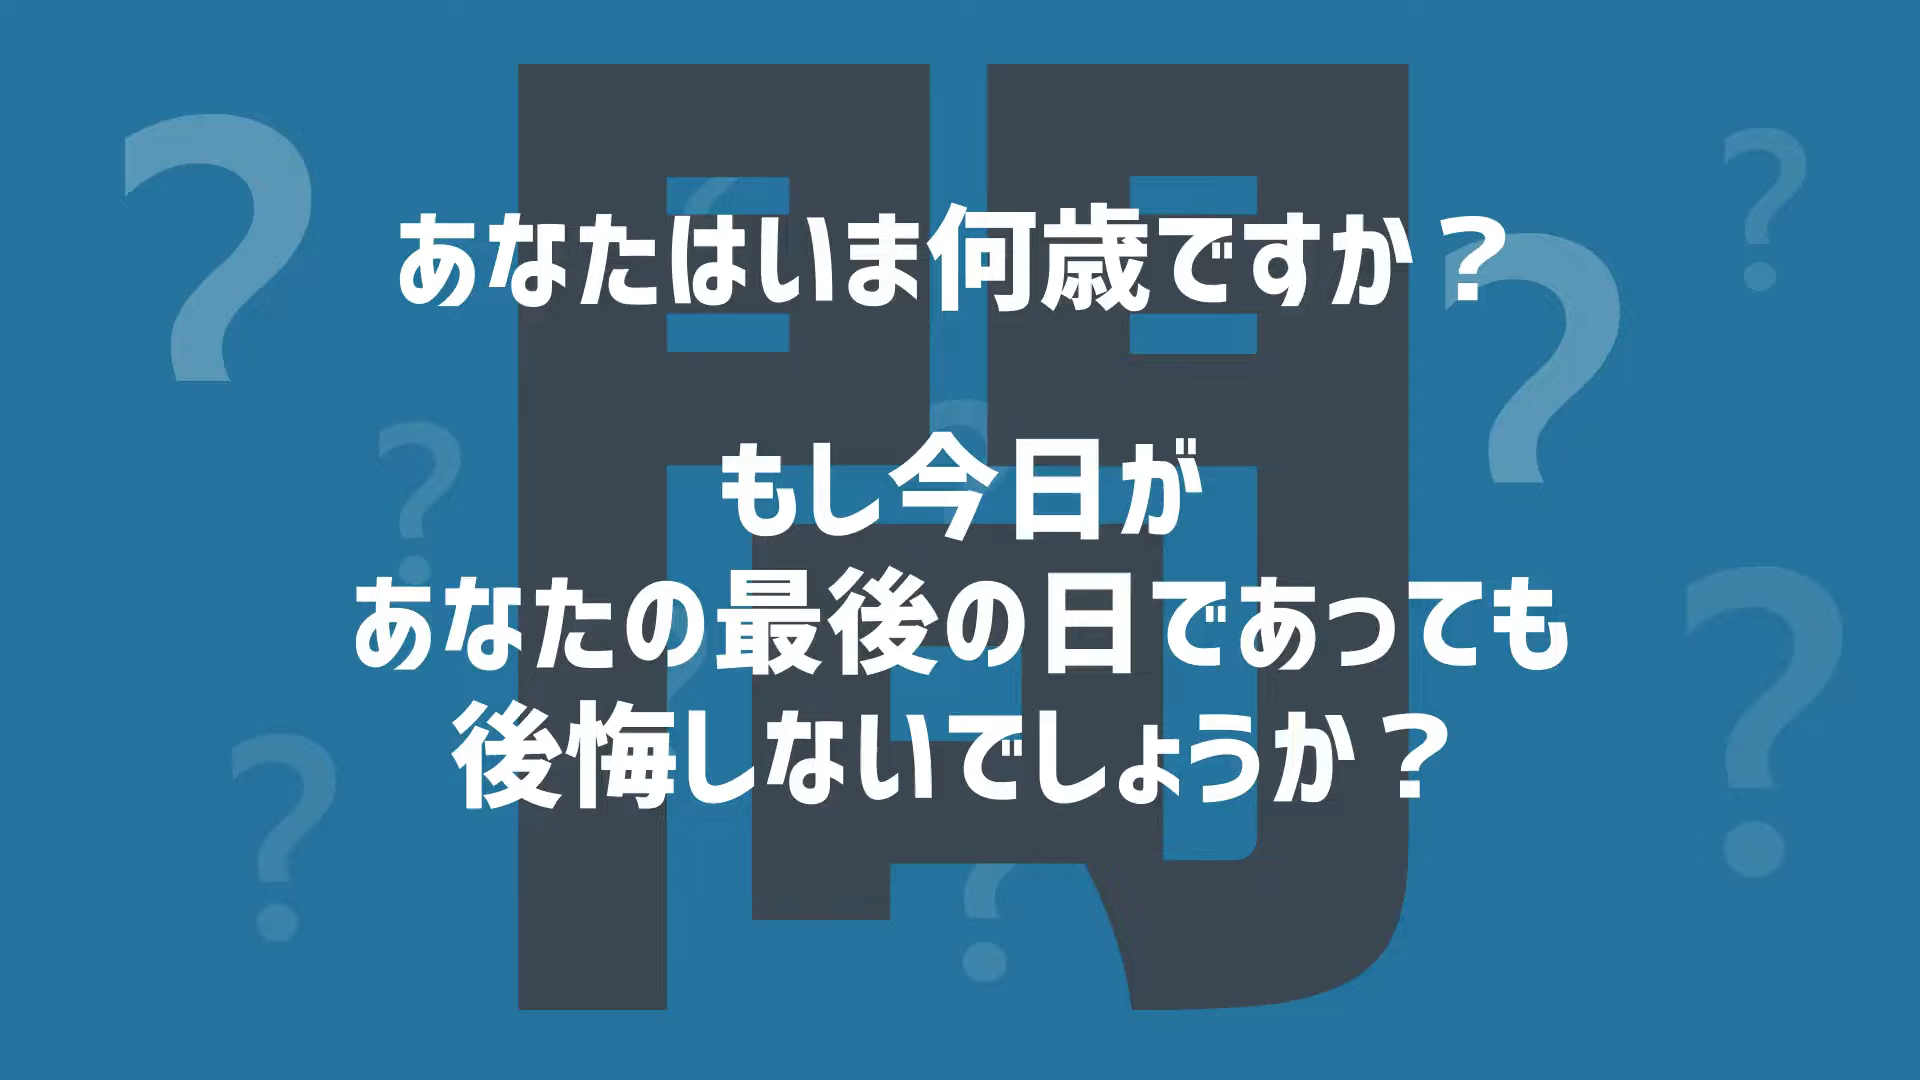 あなたはいま何歳ですか？
もし今日が
あなたの最後の日であっても
後悔しないでしょうか？
問